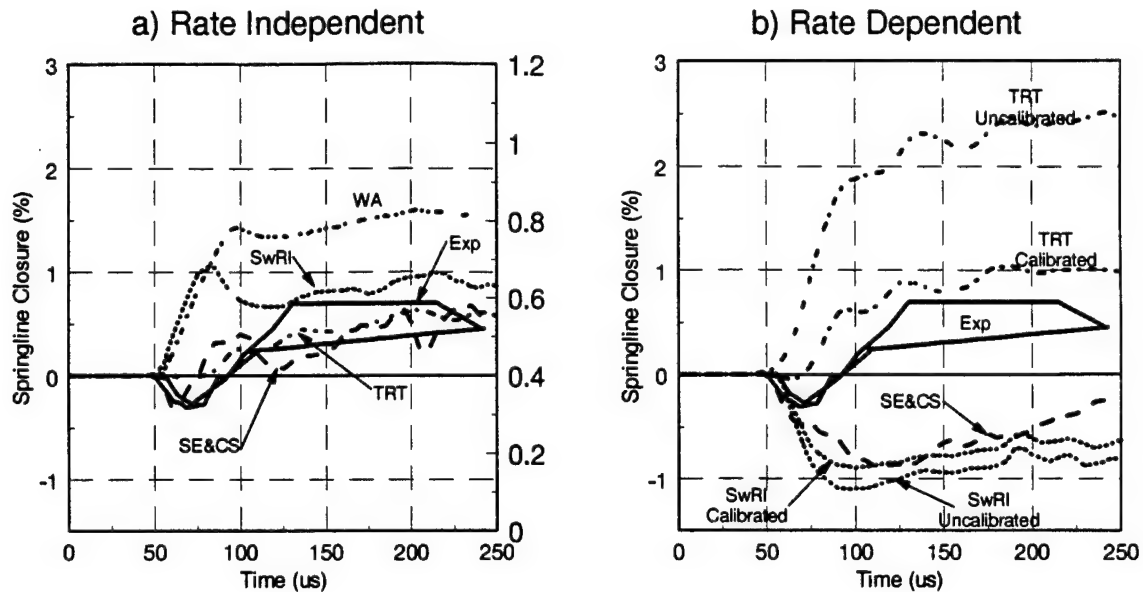 a) Rate Independent
3
2
1
0
-1
1.2
1
0.8
0.6
0.4
0.2
0
Springline Closure (%)
WA
SwRI
Exp
TRT
SE&CS
0 50 100 150 200 250
Time (us)
b) Rate Dependent
3
2
1
0
-1
Springline Closure (%)
TRT
Uncalibrated
TRT
Calibrated
Exp
SE&CS
SwRI
Calibrated
SwRI
Uncalibrated
0 50 100 150 200 250
Time (us)